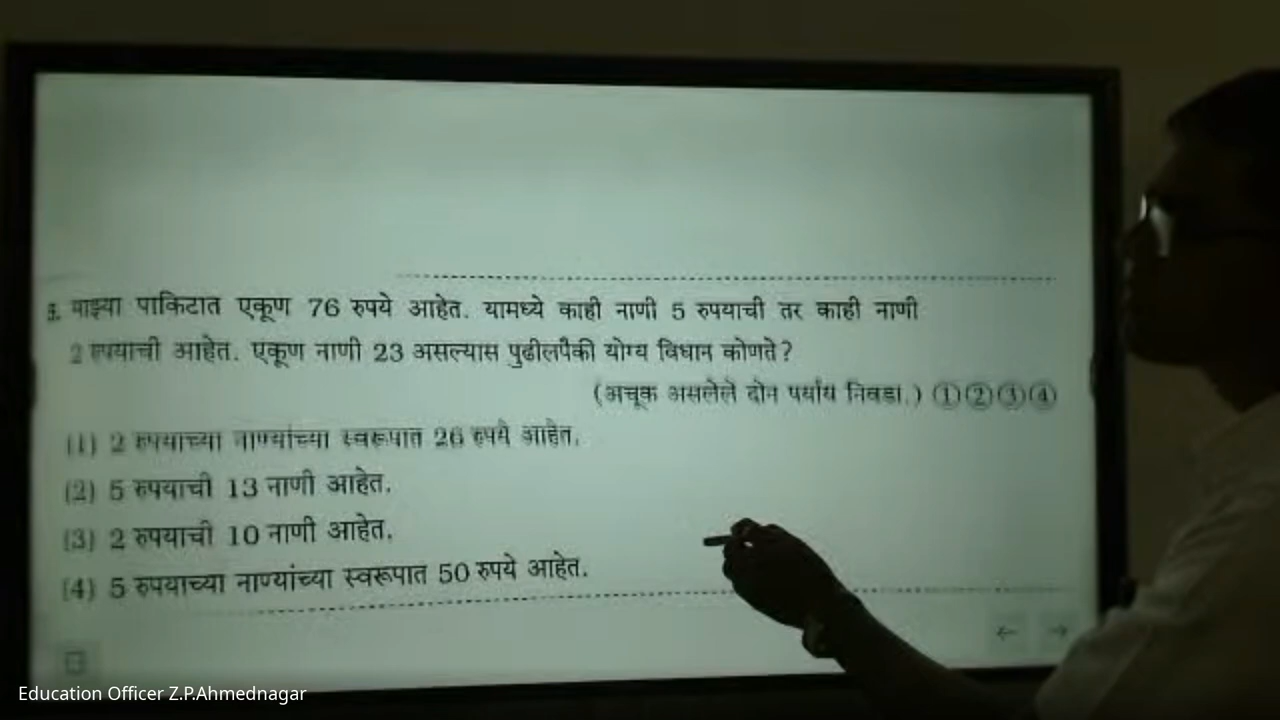 माझ्या पाकिटात एकूण 76 रुपये आहेत. यामध्ये काही नाणी 5 रुपयाची तर काही नाणी
2 रुपयाची आहेत. एकूण नाणी 23 असल्यास पुढीलपैकी योग्य विधान कोणते?
(अचूक असलेले दोन पर्याय निवडा.) ①②③④
(1) 2 रुपयाच्या नाण्यांच्या स्वरूपात 26 रुपये आहेत.
(2) 5 रुपयाची 13 नाणी आहेत.
(3) 2 रुपयाची 10 नाणी आहेत.
(4) 5 रुपयाच्या नाण्यांच्या स्वरूपात 50 रुपये आहेत.
Education Officer Z.P.Ahmednagar